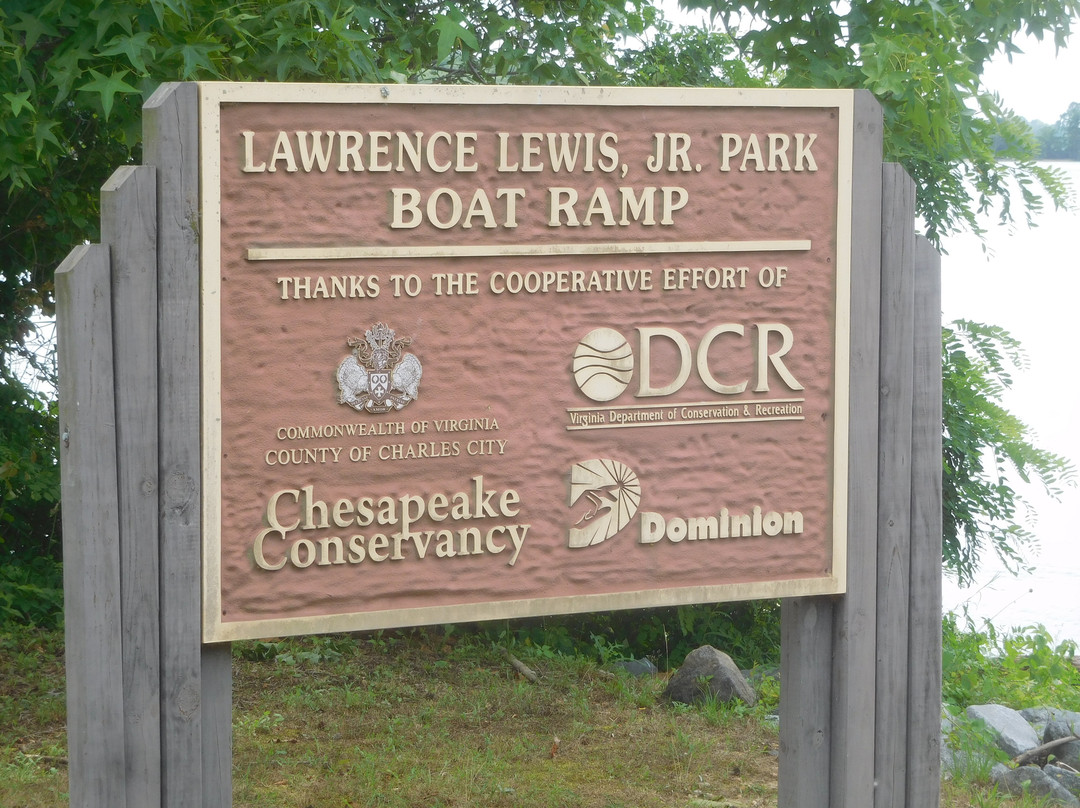 LAWRENCE LEWIS, JR. PARK
BOAT RAMP
THANKS TO THE COOPERATIVE EFFORT OF
COMMONWEALTH OF VIRGINIA
COUNTY OF CHARLES CITY
DCR
Virginia Department of Conservation & Recreation
Chesapeake
Conservancy
Dominion